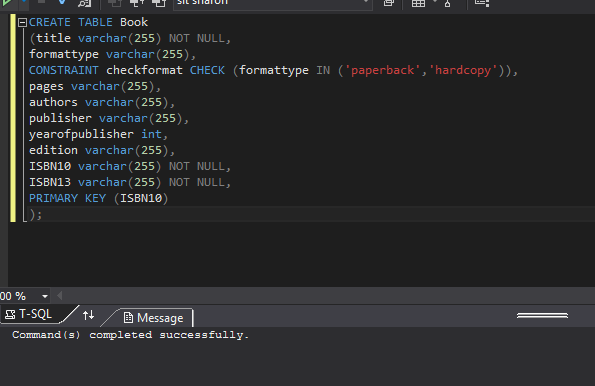 sit sharon
CREATE TABLE Book
(title varchar(255) NOT NULL,
formattype varchar(255),
CONSTRAINT checkformat CHECK (formattype IN ('paperback','hardcopy')),
pages varchar(255),
authors varchar(255),
publisher varchar(255),
yearofpublisher int,
edition varchar(255),
ISBN10 varchar(255) NOT NULL,
ISBN13 varchar(255) NOT NULL,
PRIMARY KEY (ISBN10)
);
00 %
T-SQL
Message
Command(s) completed successfully.